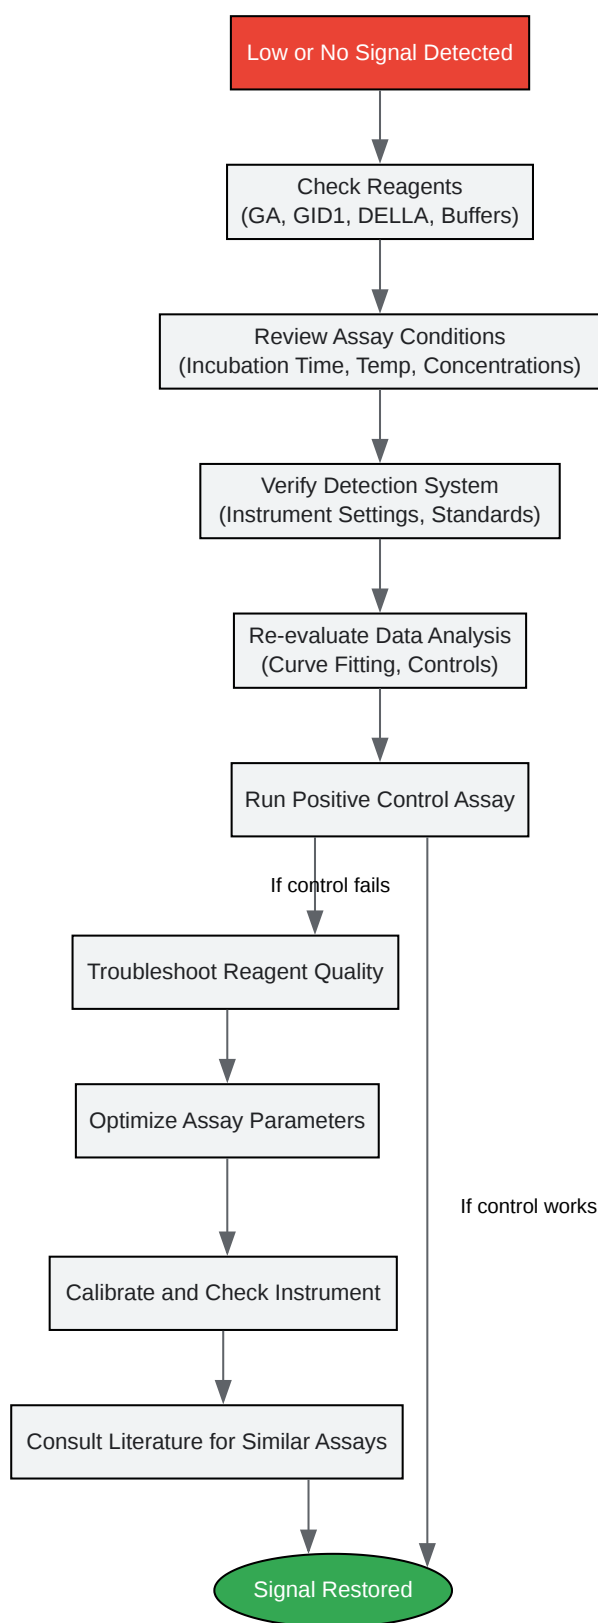 Low or No Signal Detected
Check Reagents
(GA, GID1, DELLA, Buffers)
Review Assay Conditions
(Incubation Time, Temp, Concentrations)
Verify Detection System
(Instrument Settings, Standards)
Re-evaluate Data Analysis
(Curve Fitting, Controls)
Run Positive Control Assay
If control fails
Troubleshoot Reagent Quality
Optimize Assay Parameters
If control works
Calibrate and Check Instrument
Consult Literature for Similar Assays
Signal Restored